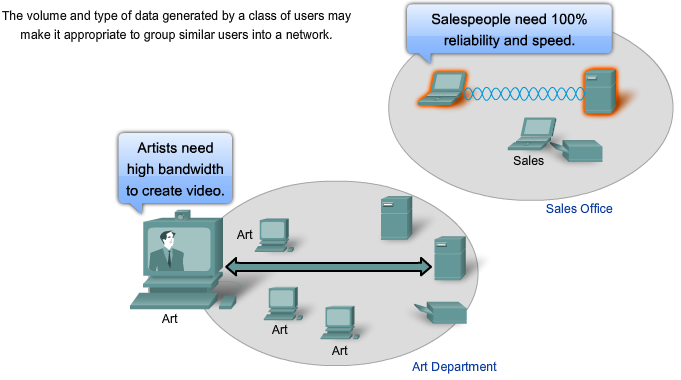 The volume and type of data generated by a class of users may
make it appropriate to group similar users into a network.
Salespeople need 100%
reliability and speed.
Sales
Sales Office
Artists need
high bandwidth
to create video.
Art
Art
Art
Art
Art Department